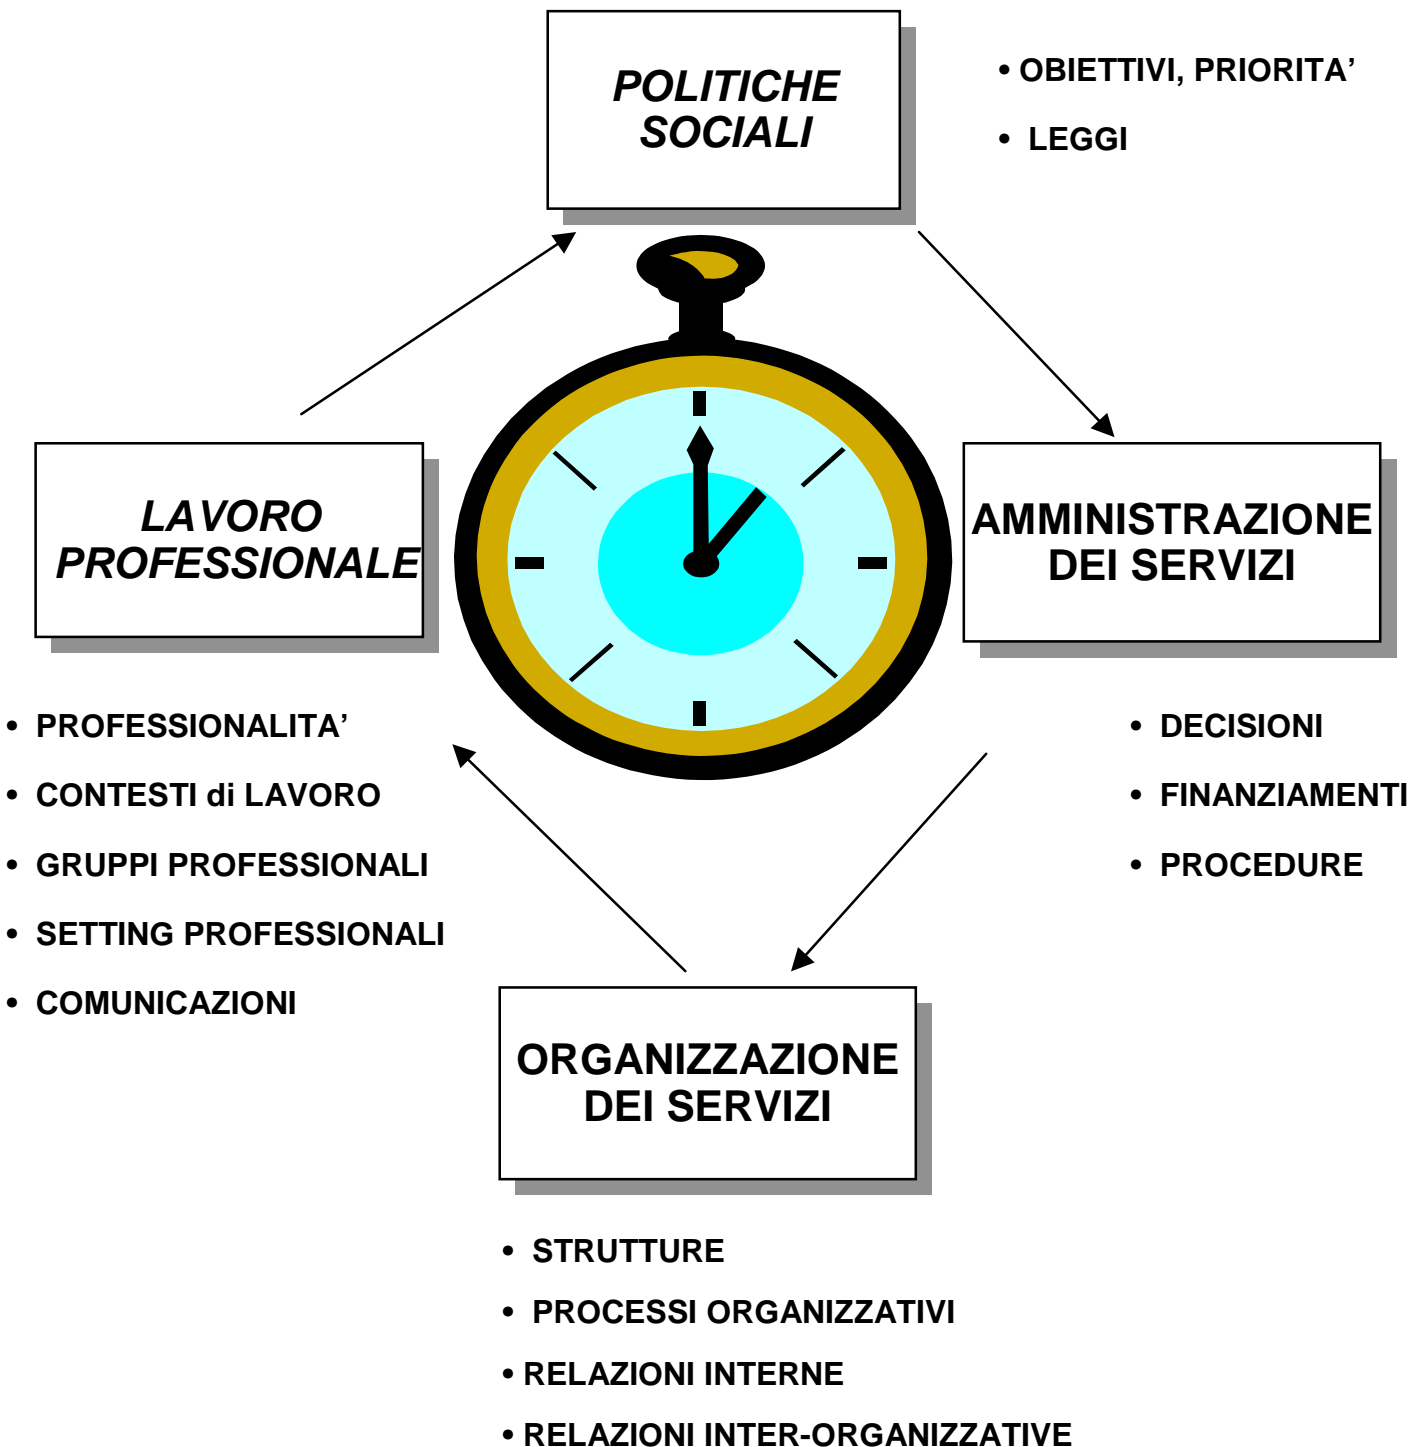 POLITICHE
SOCIALI
• OBIETTIVI, PRIORITA’
• LEGGI
LAVORO
PROFESSIONALE
AMMINISTRAZIONE
DEI SERVIZI
• PROFESSIONALITA’
• CONTESTI di LAVORO
• GRUPPI PROFESSIONALI
• SETTING PROFESSIONALI
• COMUNICAZIONI
• DECISIONI
• FINANZIAMENTI
• PROCEDURE
ORGANIZZAZIONE
DEI SERVIZI
• STRUTTURE
• PROCESSI ORGANIZZATIVI
• RELAZIONI INTERNE
• RELAZIONI INTER-ORGANIZZATIVE